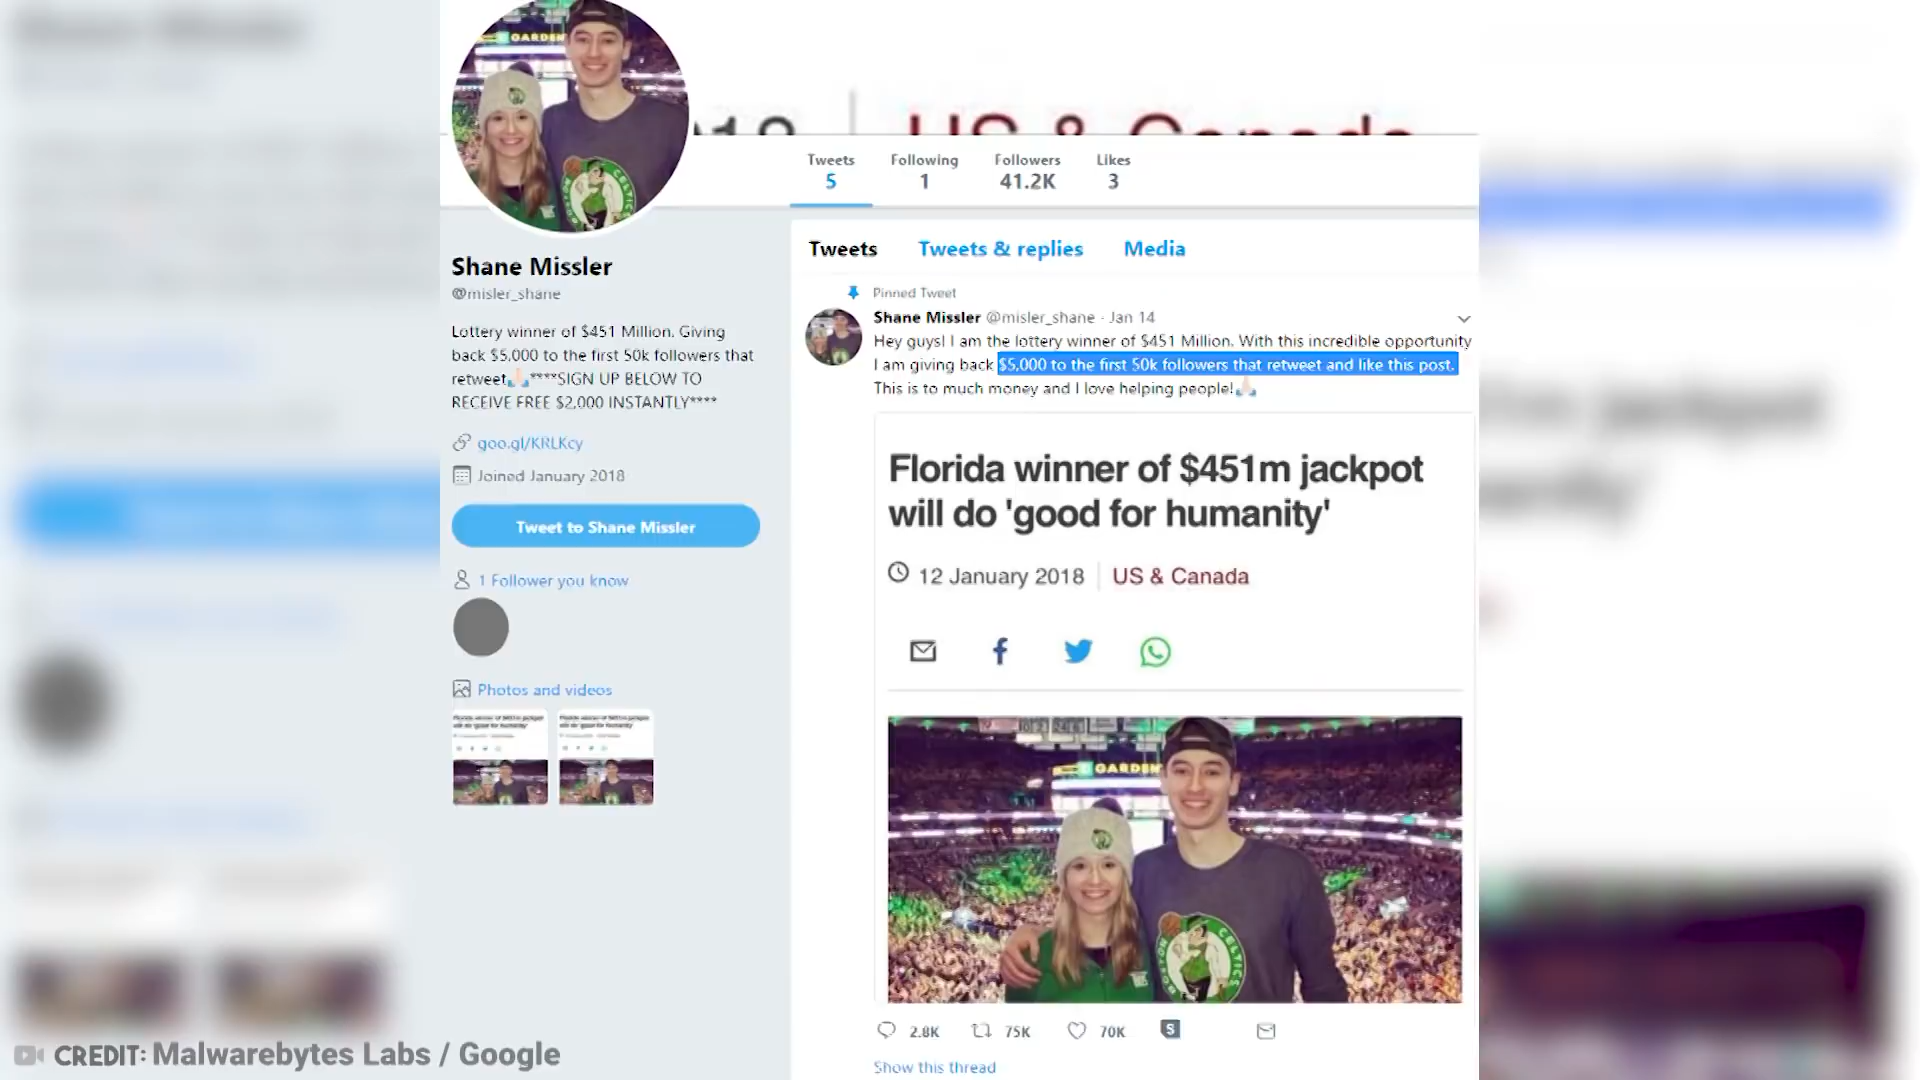 GARDEN
US & Canada
Tweets Following Followers Likes
5 1 41.2K 3
Shane Missler
@misler_shane
Lottery winner of $451 Million. Giving
back $5,000 to the first 50k followers that
retweet🙏🏻****SIGN UP BELOW TO
RECEIVE FREE $2,000 INSTANTLY****
goo.gl/KRLKcy
Joined January 2018
Tweet to Shane Missler
1 Follower you know
Photos and videos
Tweets Tweets & replies Media
Pinned Tweet
Shane Missler @misler_shane · Jan 14
Hey guys! I am the lottery winner of $451 Million. With this incredible opportunity
I am giving back $5,000 to the first 50k followers that retweet and like this post.
This is to much money and I love helping people!🙏🏻
Florida winner of $451m jackpot
will do 'good for humanity'
12 January 2018 US & Canada
GARDEN
BOSTON CELTICS
2.8K 75K 70K S
Show this thread
CREDIT: Malwarebytes Labs / Google